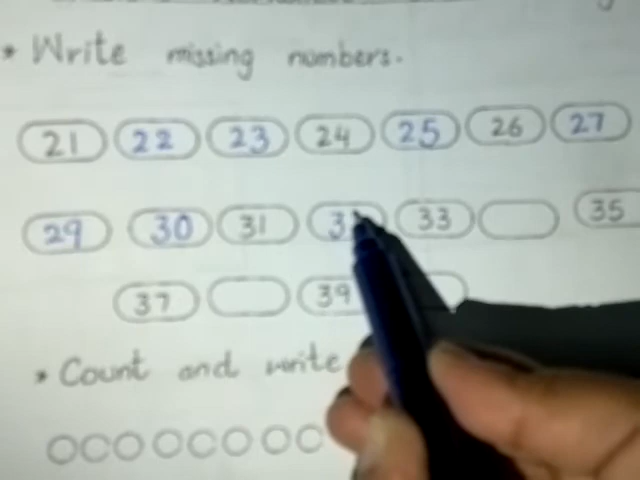 * Write missing numbers.
21 22 23 24 25 26 27
29 30 31 3 33 35
37 39
* Count and write